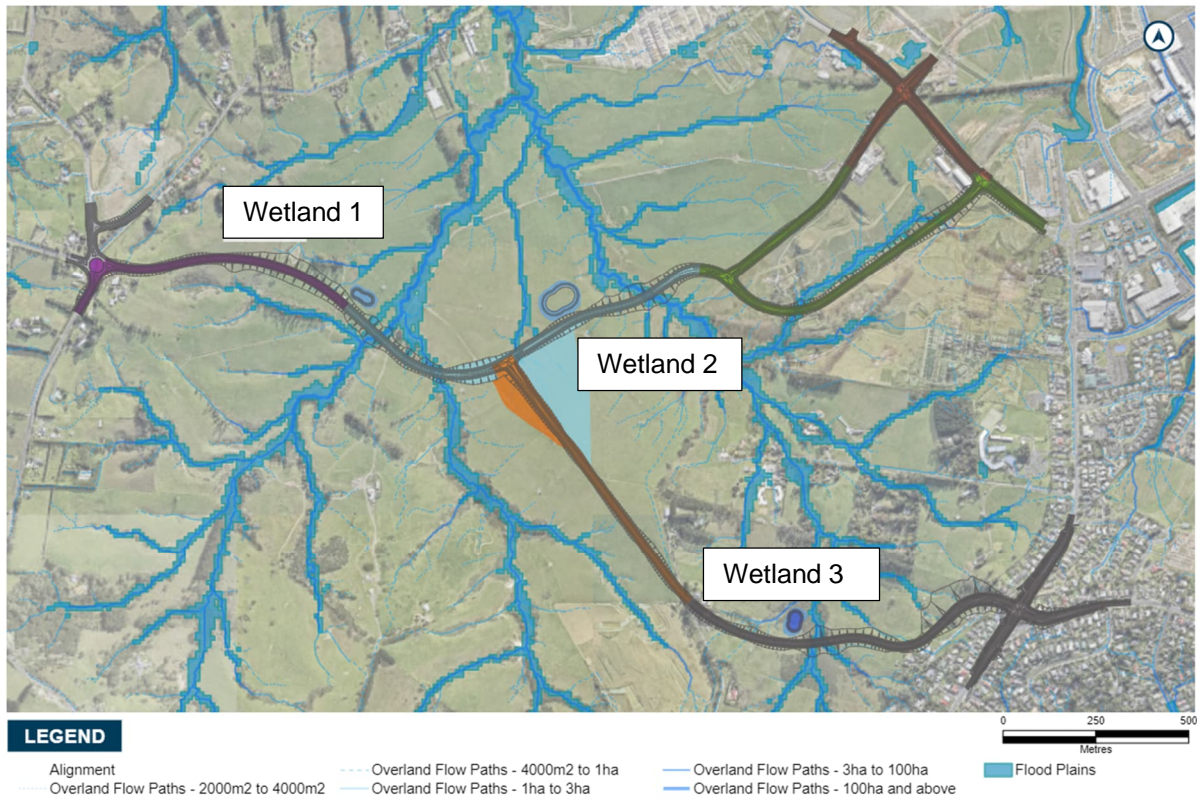 Wetland 1
Wetland 2
Wetland 3
LEGEND
0 250 500
Metres
Alignment
Overland Flow Paths - 2000m2 to 4000m2
Overland Flow Paths - 4000m2 to 1ha
Overland Flow Paths - 1ha to 3ha
Overland Flow Paths - 3ha to 100ha
Overland Flow Paths - 100ha and above
Flood Plains